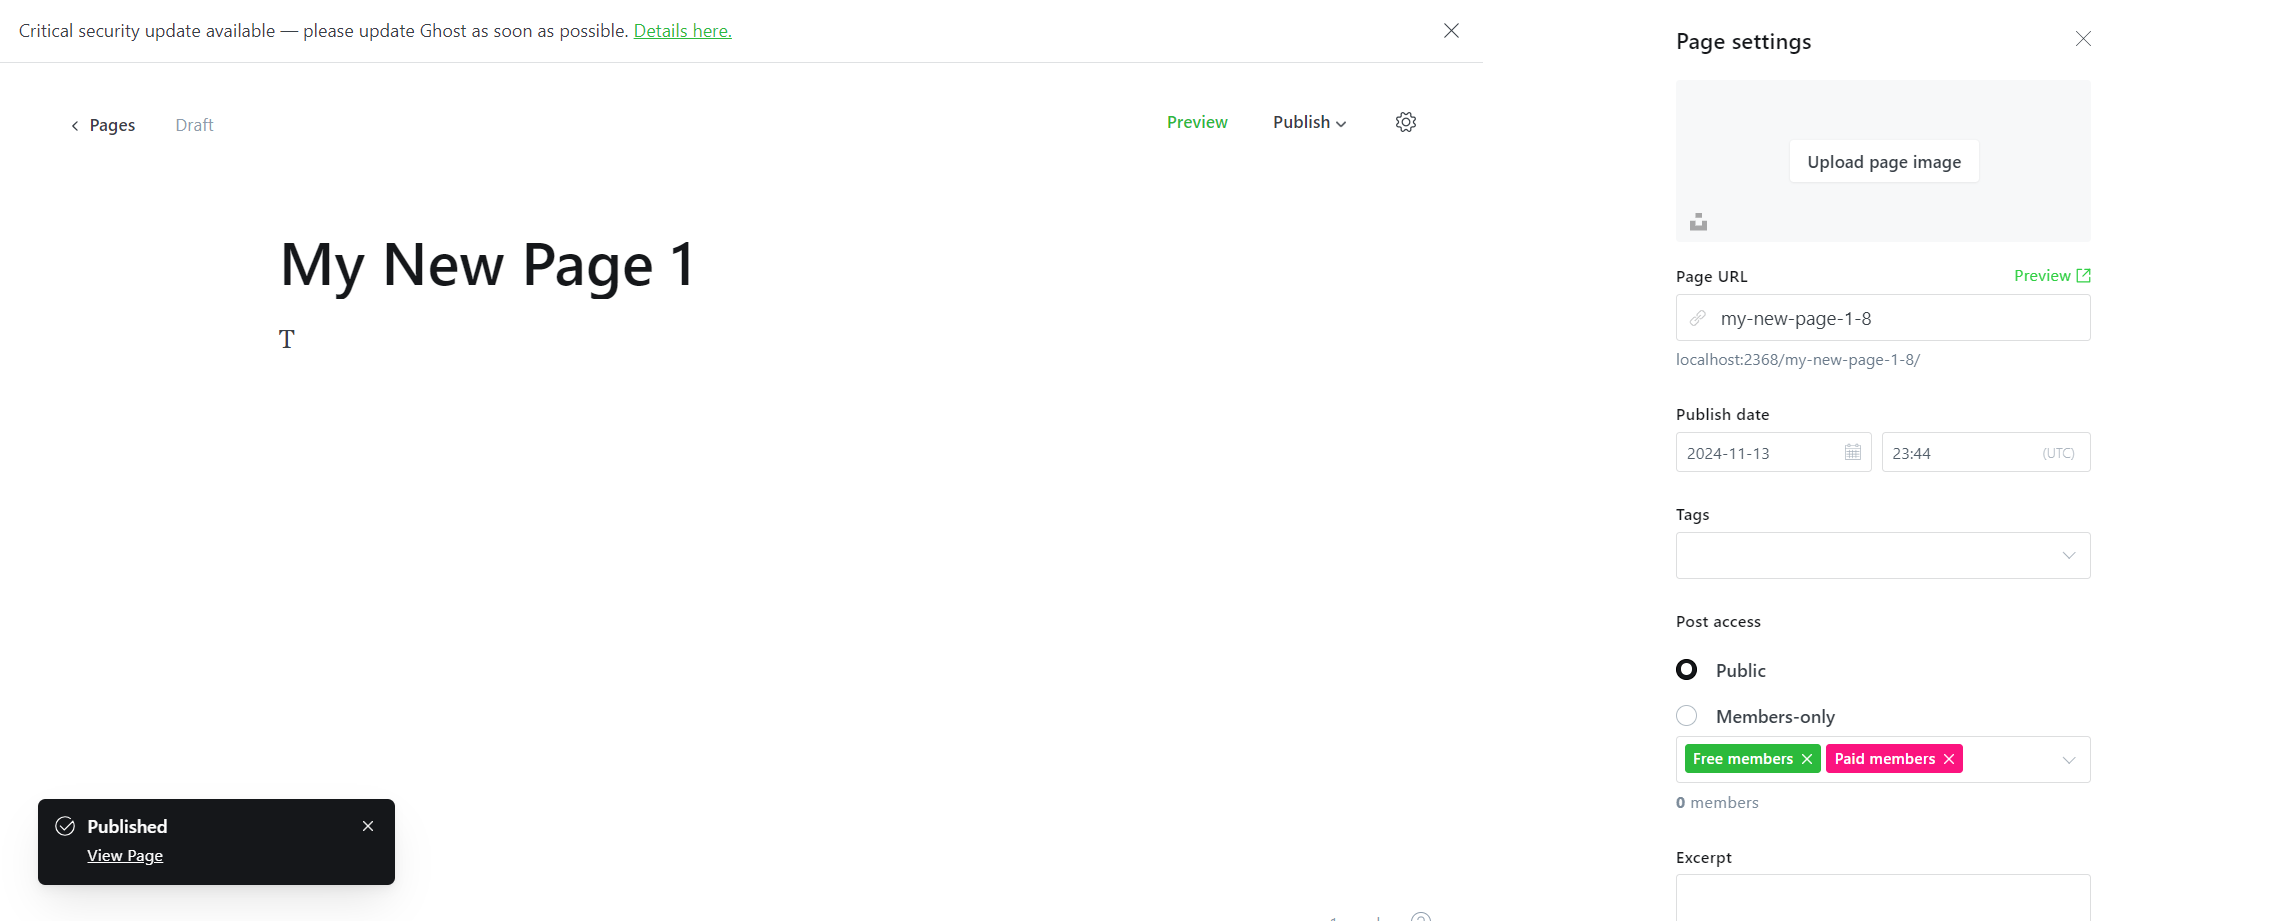 Critical security update available — please update Ghost as soon as possible. Details here.
Pages
Draft
Preview
Publish
My New Page 1
T
Published
View Page
Page settings
Upload page image
Page URL
Preview
my-new-page-1-8
localhost:2368/my-new-page-1-8/
Publish date
2024-11-13
23:44 (UTC)
Tags
Post access
Public
Members-only
Free members
Paid members
0 members
Excerpt